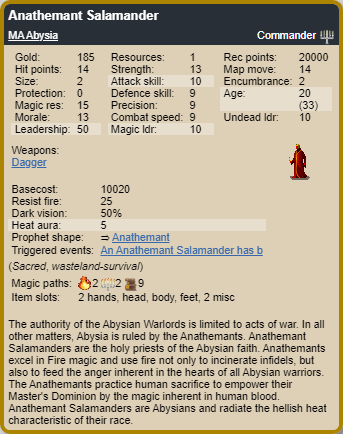 Anathemant Salamander
MA Abysia Commander
Gold: 185 Resources: 1 Rec points: 20000
Hit points: 14 Strength: 13 Map move: 14
Size: 2 Attack skill: 10 Encumbrance: 2
Protection: 0 Defence skill: 9 Age: 20
Magic res: 15 Precision: 9 (33)
Morale: 13 Combat speed: 9 Undead ldr: 10
Leadership: 50 Magic ldr: 10
Weapons:
Dagger
Basecost: 10020
Resist fire: 25
Dark vision: 50%
Heat aura: 5
Prophet shape: ⇒ Anathemant
Triggered events: An Anathemant Salamander has b
(Sacred, wasteland-survival)
Magic paths: 2 2 9
Item slots: 2 hands, head, body, feet, 2 misc
The authority of the Abysian Warlords is limited to acts of war. In all
other matters, Abysia is ruled by the Anathemants. Anathemant
Salamanders are the holy priests of the Abysian faith. Anathemants
excel in Fire magic and use fire not only to incinerate infidels, but
also to feed the anger inherent in the hearts of all Abysian warriors.
The Anathemants practice human sacrifice to empower their
Master's Dominion by the magic inherent in human blood.
Anathemant Salamanders are Abysians and radiate the hellish heat
characteristic of their race.